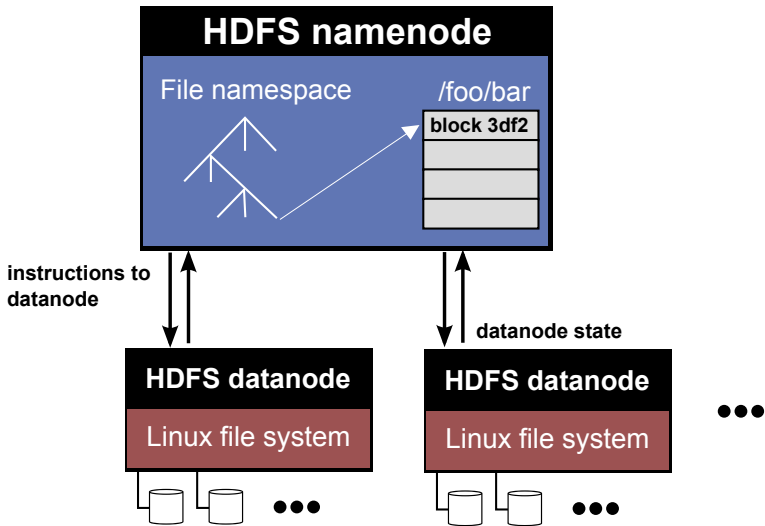 HDFS namenode
File namespace
/foo/bar
block 3df2
instructions to
datanode
datanode state
HDFS datanode
Linux file system
HDFS datanode
Linux file system